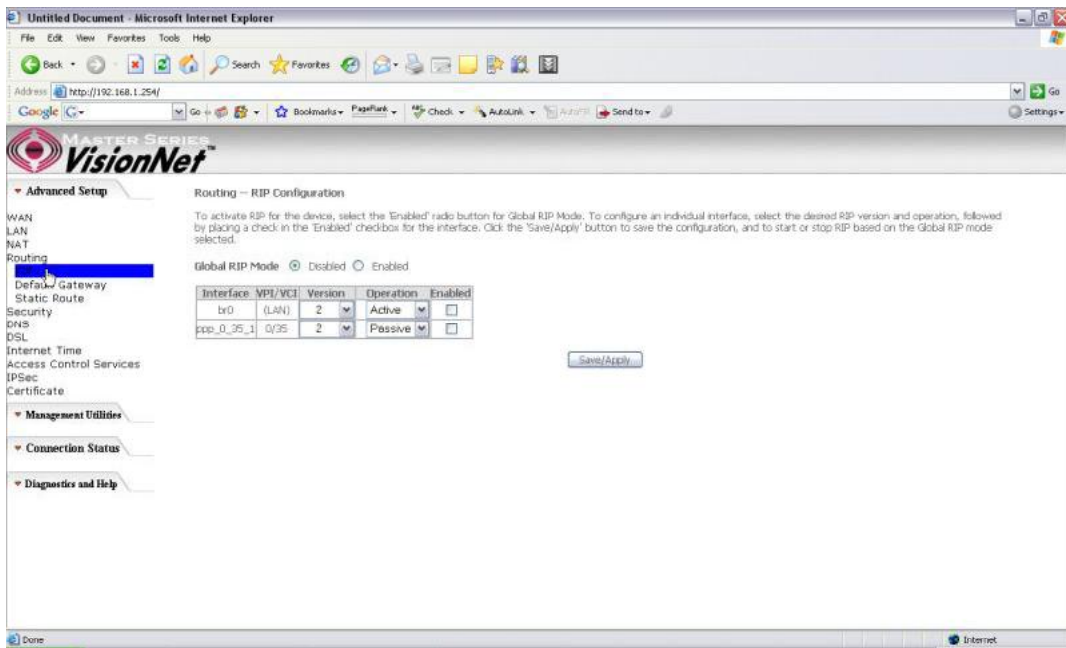 Untitled Document - Microsoft Internet Explorer
File Edit View Favorites Tools Help
Back Search Favorites
Address http://192.168.1.254/ Go
Google G Go Bookmarks PageRank Check AutoLink AutoFill Send to Settings
MASTER SERIES
VisionNet™
Advanced Setup
WAN
LAN
NAT
Routing
Default Gateway
Static Route
Security
DNS
DSL
Internet Time
Access Control Services
IPSec
Certificate
Management Utilities
Connection Status
Diagnostics and Help
Routing -- RIP Configuration
To activate RIP for the device, select the 'Enabled' radio button for Global RIP Mode. To configure an individual interface, select the desired RIP version and operation, followed
by placing a check in the 'Enabled' checkbox for the interface. Click the 'Save/Apply' button to save the configuration, and to start or stop RIP based on the Global RIP mode
selected.
Global RIP Mode Disabled Enabled
Interface VPI/VCI Version Operation Enabled
br0 (LAN) 2 Active
ppp_0_35_1 0/35 2 Passive
Save/Apply
Done Internet